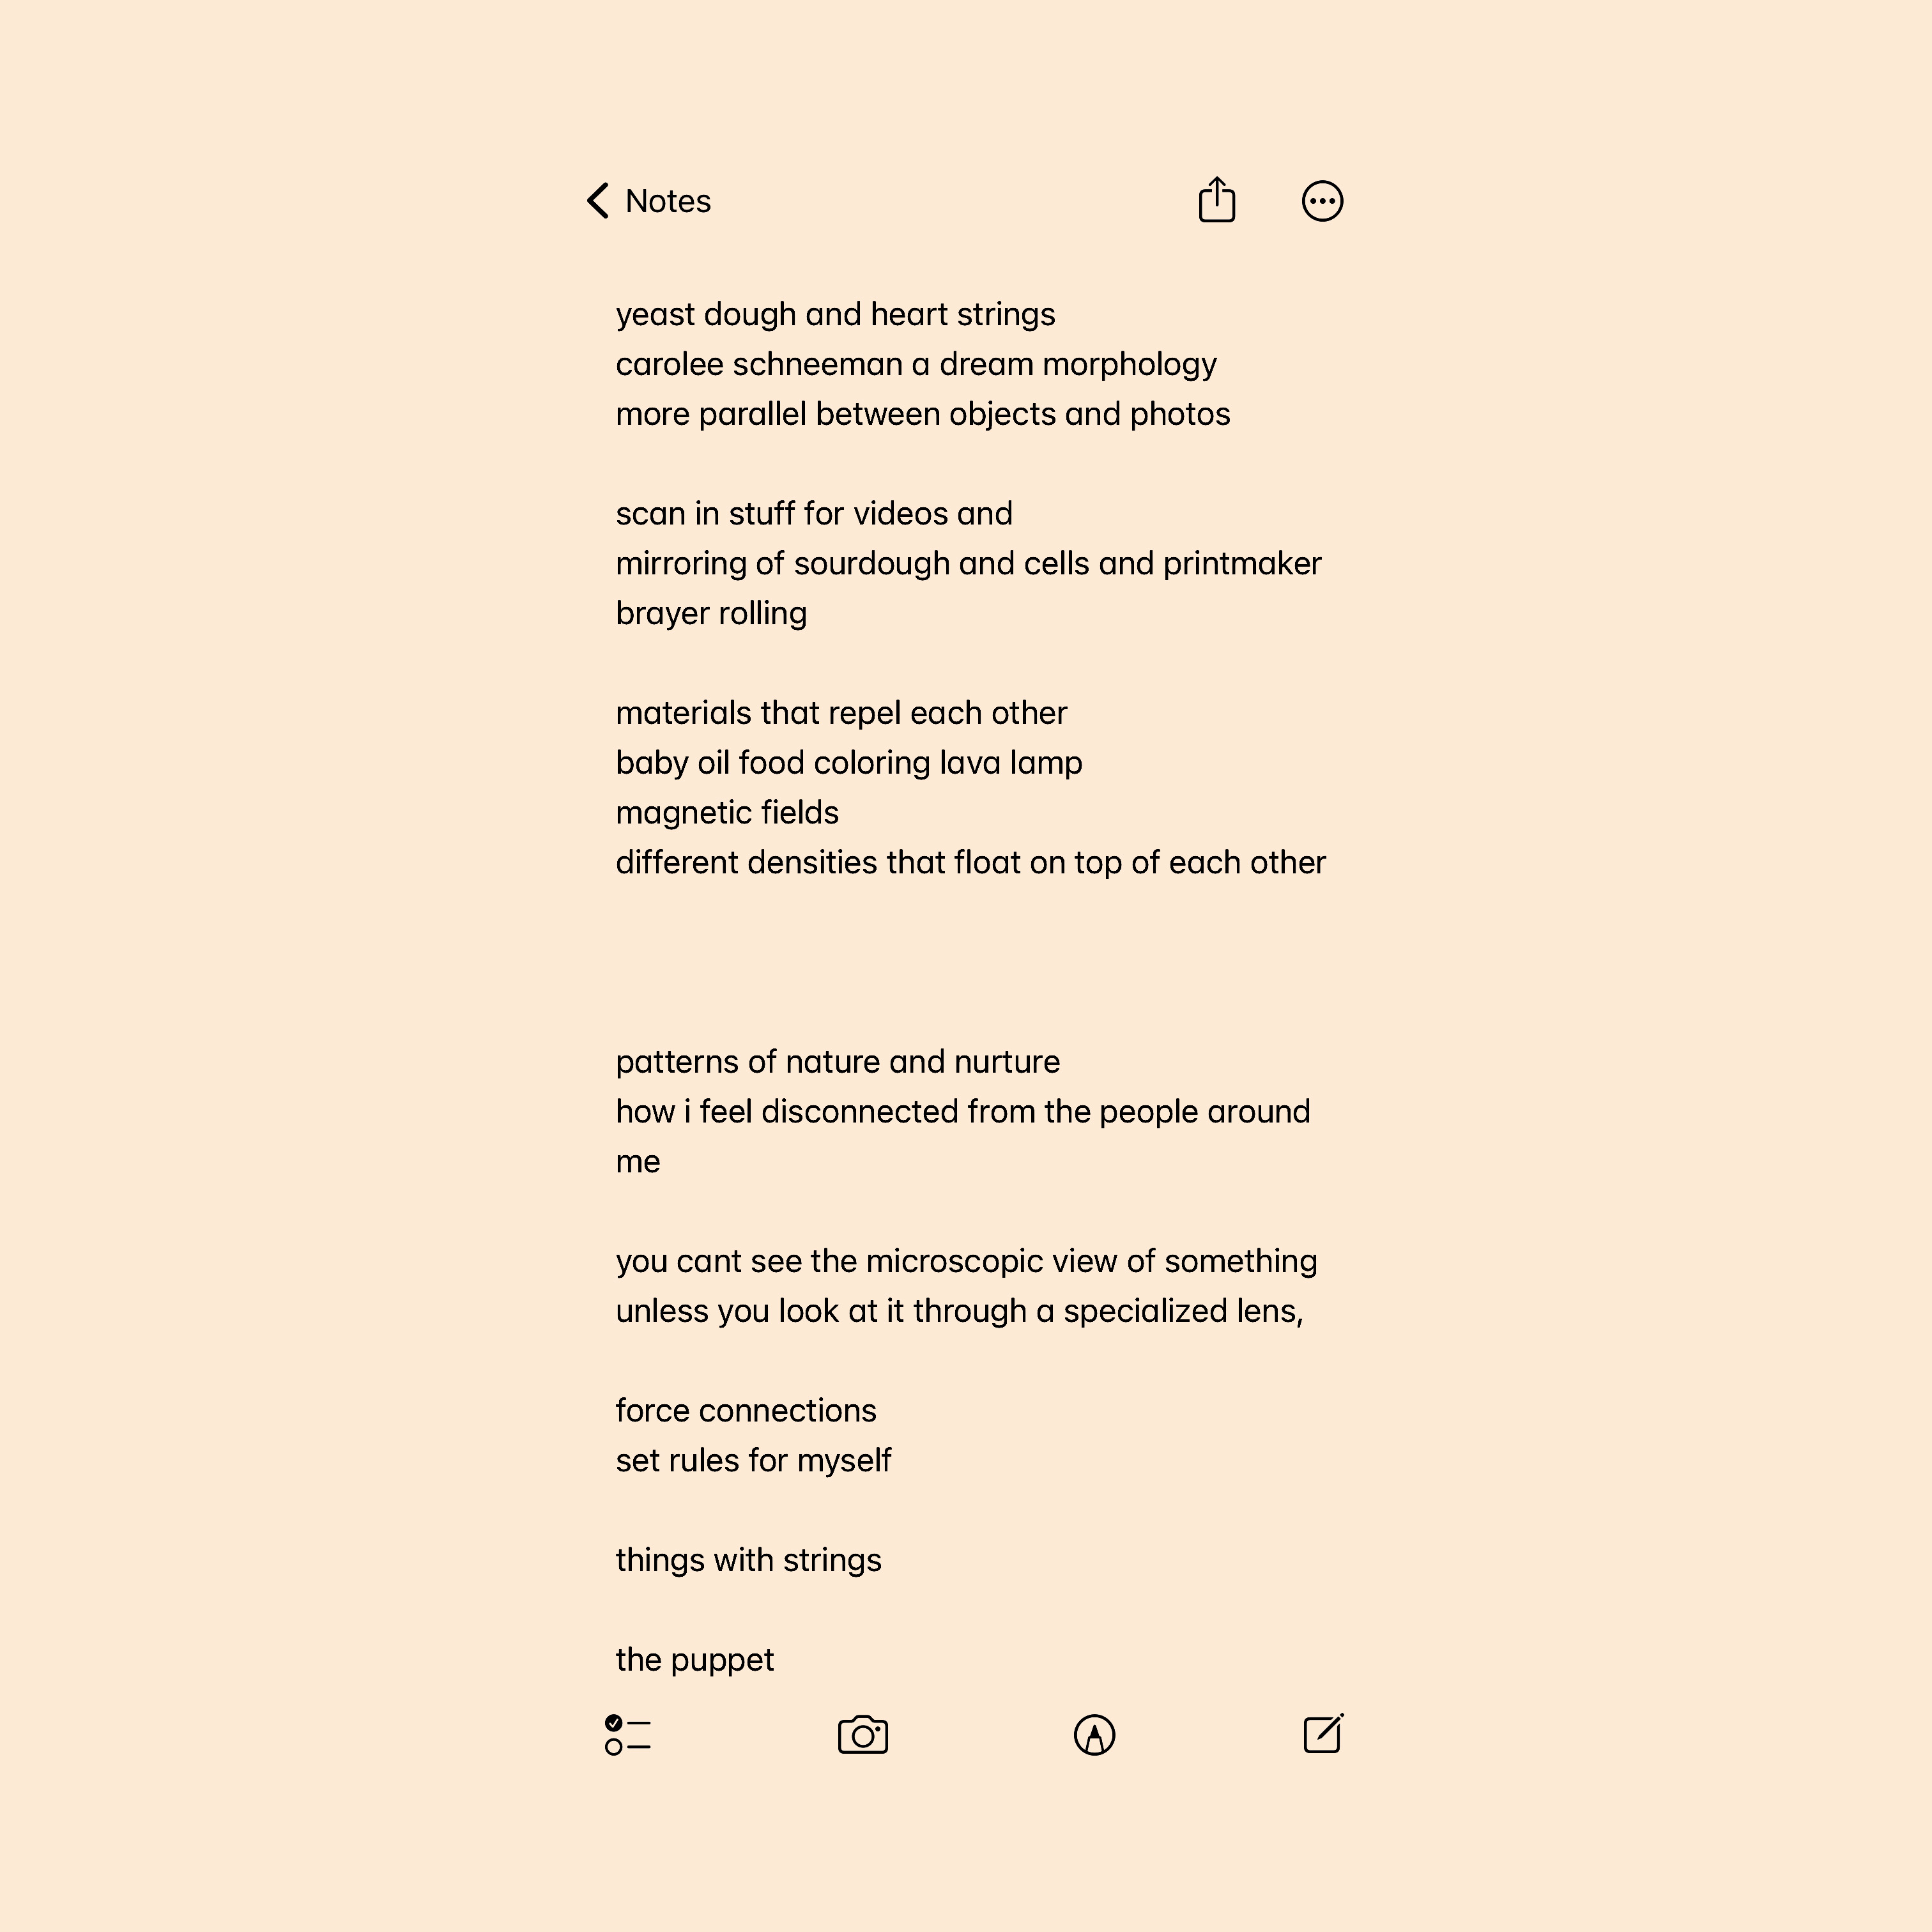 Notes
yeast dough and heart strings
carolee schneeman a dream morphology
more parallel between objects and photos
scan in stuff for videos and
mirroring of sourdough and cells and printmaker
brayer rolling
materials that repel each other
baby oil food coloring lava lamp
magnetic fields
different densities that float on top of each other
patterns of nature and nurture
how i feel disconnected from the people around
me
you cant see the microscopic view of something
unless you look at it through a specialized lens,
force connections
set rules for myself
things with strings
the puppet